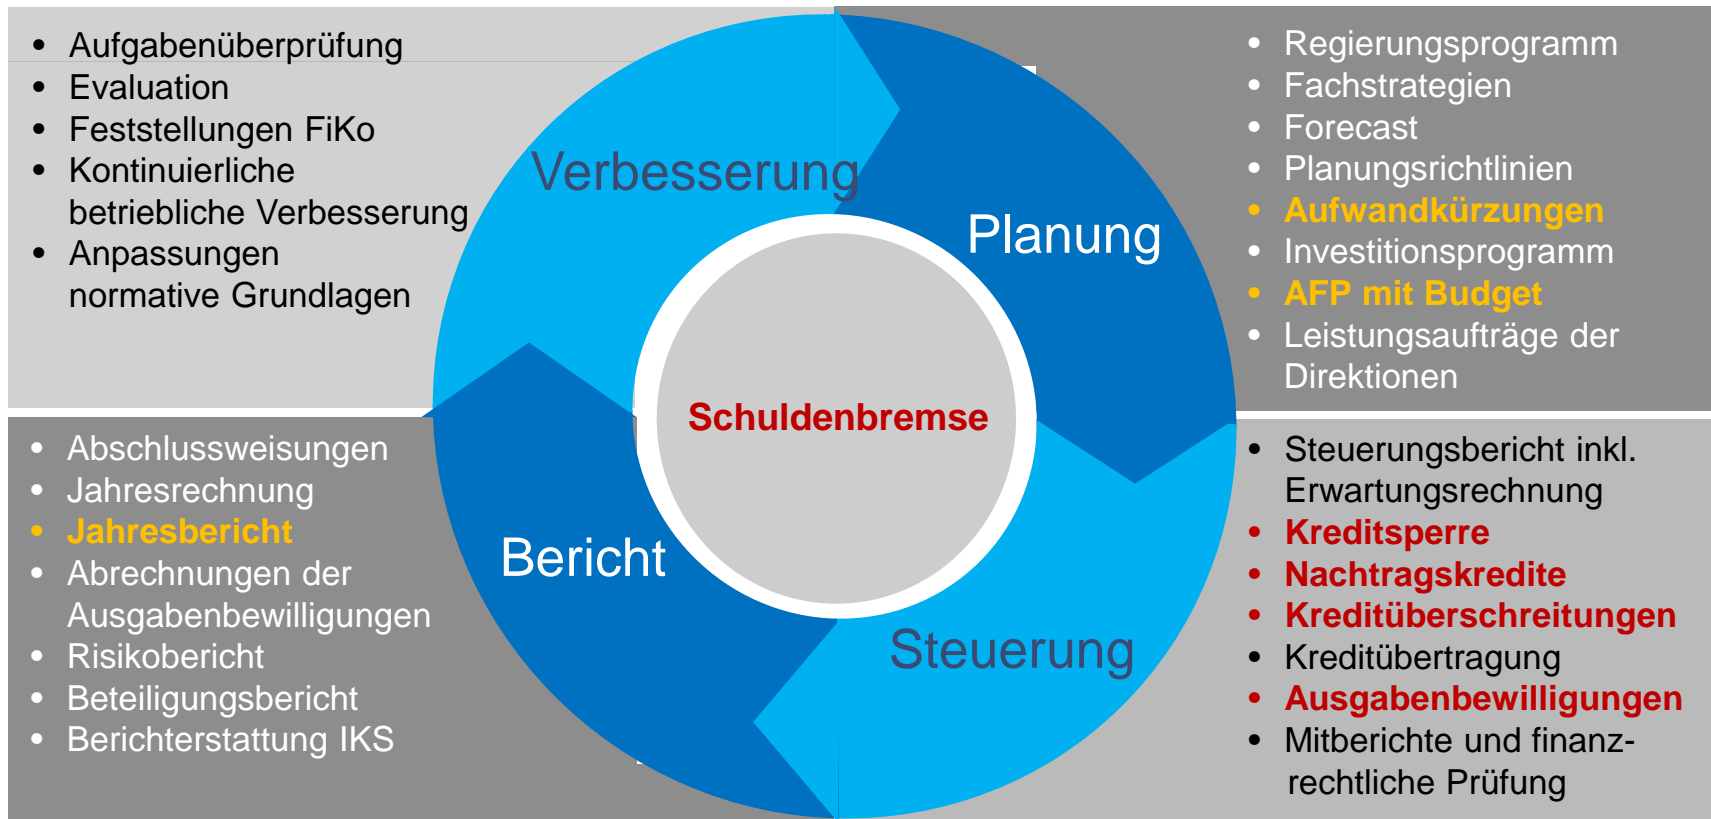 • Aufgabenüberprüfung
• Evaluation
• Feststellungen FiKo
• Kontinuierliche
betriebliche Verbesserung
• Anpassungen
normative Grundlagen
Verbesserung
Planung
• Regierungsprogramm
• Fachstrategien
• Forecast
• Planungsrichtlinien
• Aufwandkürzungen
• Investitionsprogramm
• AFP mit Budget
• Leistungsaufträge der
Direktionen
Schuldenbremse
• Abschlussweisungen
• Jahresrechnung
• Jahresbericht
• Abrechnungen der
Ausgabenbewilligungen
• Risikobericht
• Beteiligungsbericht
• Berichterstattung IKS
Bericht
Steuerung
• Steuerungsbericht inkl.
Erwartungsrechnung
• Kreditsperre
• Nachtragskredite
• Kreditüberschreitungen
• Kreditübertragung
• Ausgabenbewilligungen
• Mitberichte und finanz-
rechtliche Prüfung